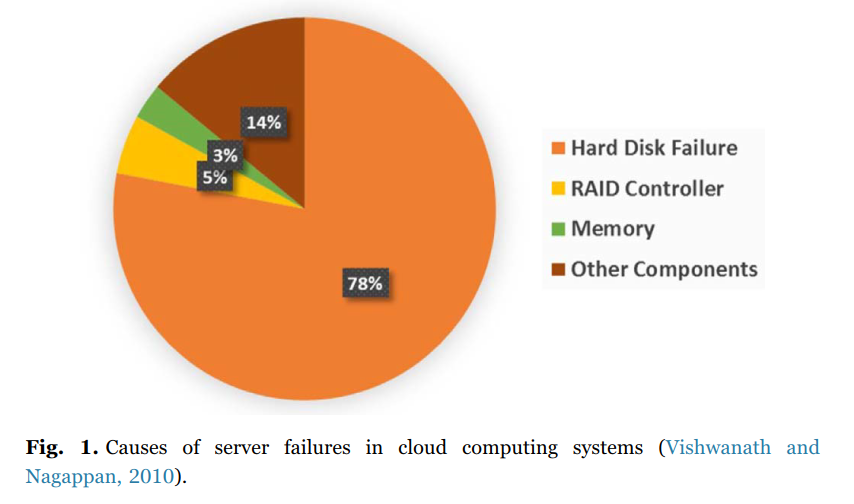 14%
3%
5%
78%
Hard Disk Failure
RAID Controller
Memory
Other Components
Fig. 1. Causes of server failures in cloud computing systems (Vishwanath and
Nagappan, 2010).